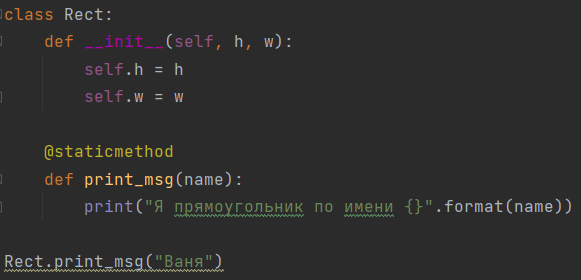 class Rect:
    def __init__(self, h, w):
        self.h = h
        self.w = w

    @staticmethod
    def print_msg(name):
        print("Я прямоугольник по имени {}".format(name))

Rect.print_msg("Ваня")